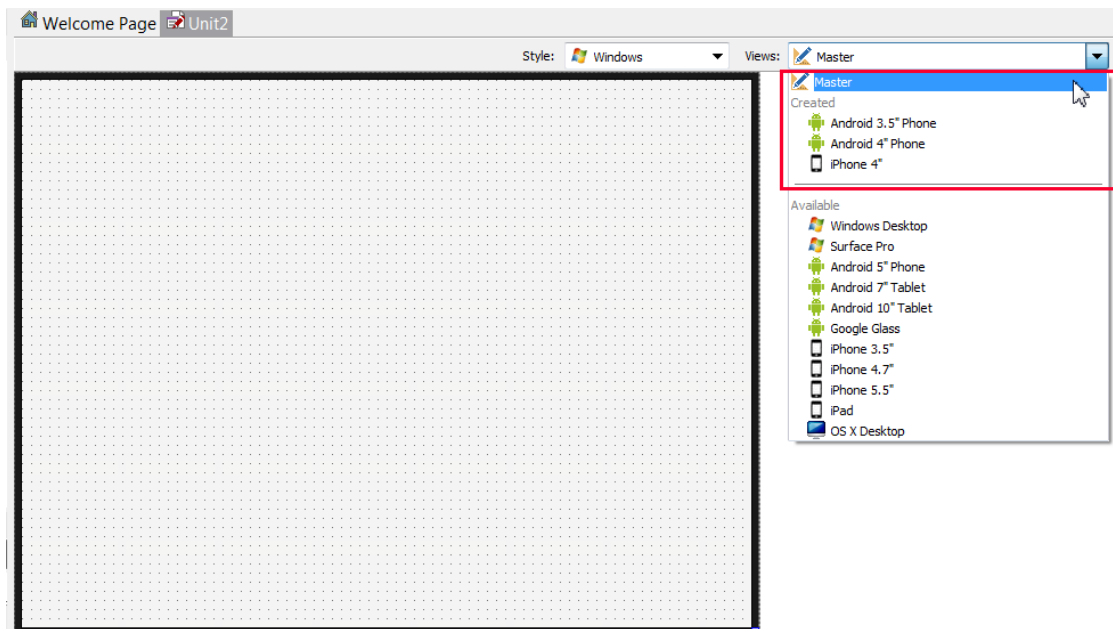 Welcome Page Unit2
Style: Windows Views: Master
Master
Created
Android 3.5" Phone
Android 4" Phone
iPhone 4"
Available
Windows Desktop
Surface Pro
Android 5" Phone
Android 7" Tablet
Android 10" Tablet
Google Glass
iPhone 3.5"
iPhone 4.7"
iPhone 5.5"
iPad
OS X Desktop